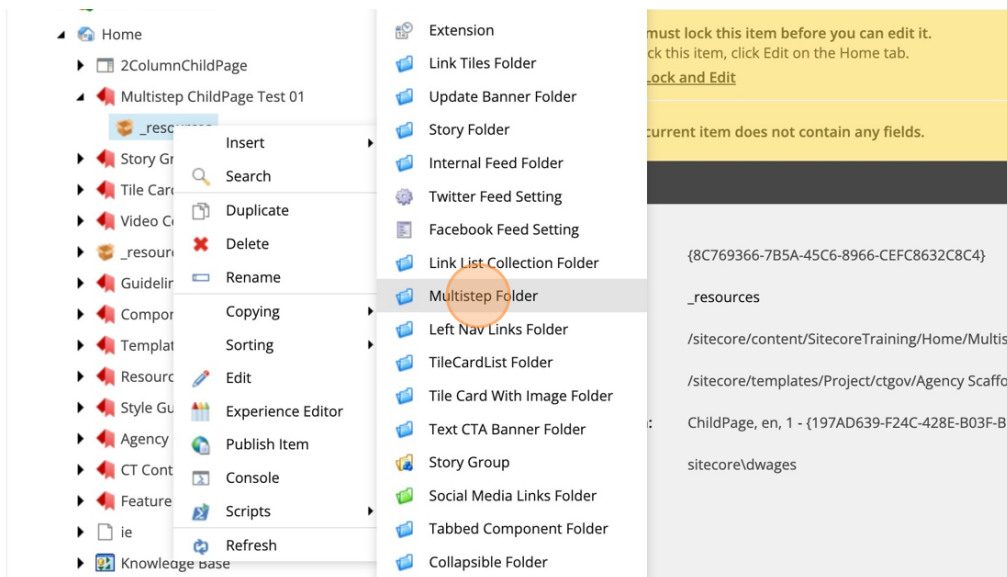 Home
2ColumnChildPage
Multistep ChildPage Test 01
_resources
Story Gr
Tile Card
Video Co
_resour
Guidelin
Compor
Templat
Resourc
Style Gu
Agency
CT Cont
Feature
ie
Knowledge Base
Insert
Search
Duplicate
Delete
Rename
Copying
Sorting
Edit
Experience Editor
Publish Item
Console
Scripts
Refresh
Extension
Link Tiles Folder
Update Banner Folder
Story Folder
Internal Feed Folder
Twitter Feed Setting
Facebook Feed Setting
Link List Collection Folder
Multistep Folder
Left Nav Links Folder
TileCardList Folder
Tile Card With Image Folder
Text CTA Banner Folder
Story Group
Social Media Links Folder
Tabbed Component Folder
Collapsible Folder
must lock this item before you can edit it.
ck this item, click Edit on the Home tab.
Lock and Edit
current item does not contain any fields.
{8C769366-7B5A-45C6-8966-CEFC8632C8C4}
_resources
/sitecore/content/SitecoreTraining/Home/Multis
/sitecore/templates/Project/ctgov/Agency Scaffo
ChildPage, en, 1 - {197AD639-F24C-428E-B03F-B
sitecore\dwages